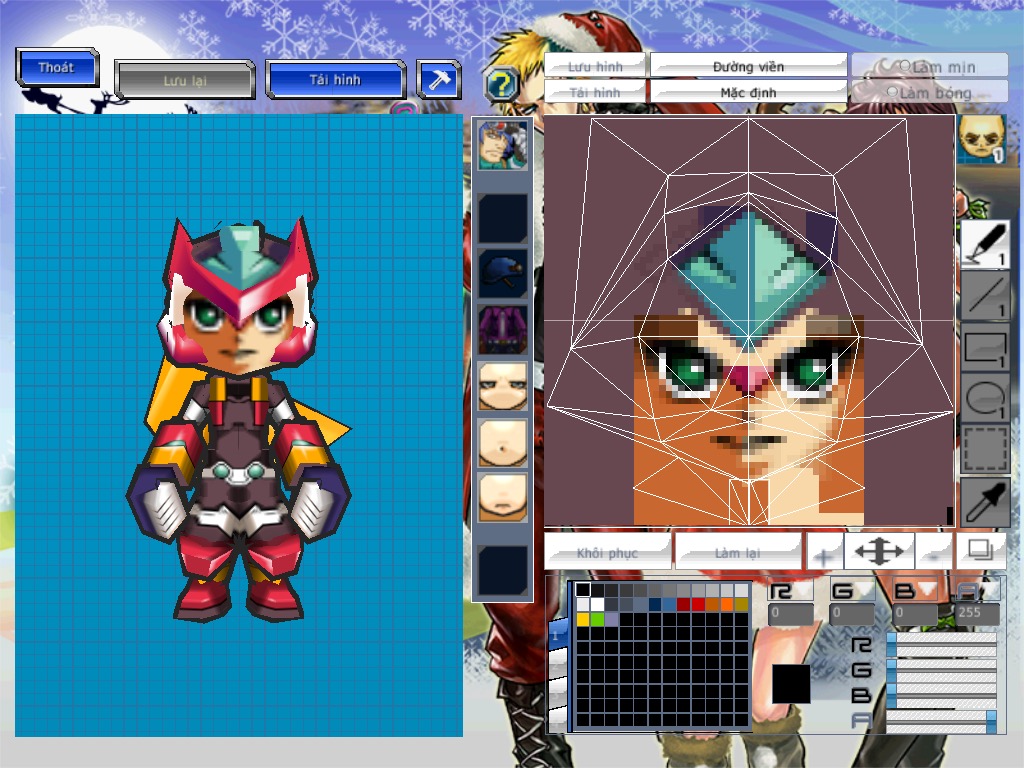 Thoát
Lưu lại
Tải hình
?
Lưu hình
Đường viền
Làm mịn
Tải hình
Mặc định
Làm bóng
1
1
1
1
1
Khôi phục
Làm lại
+
-
R G B A
0 0 0 255
1
R
G
B
A